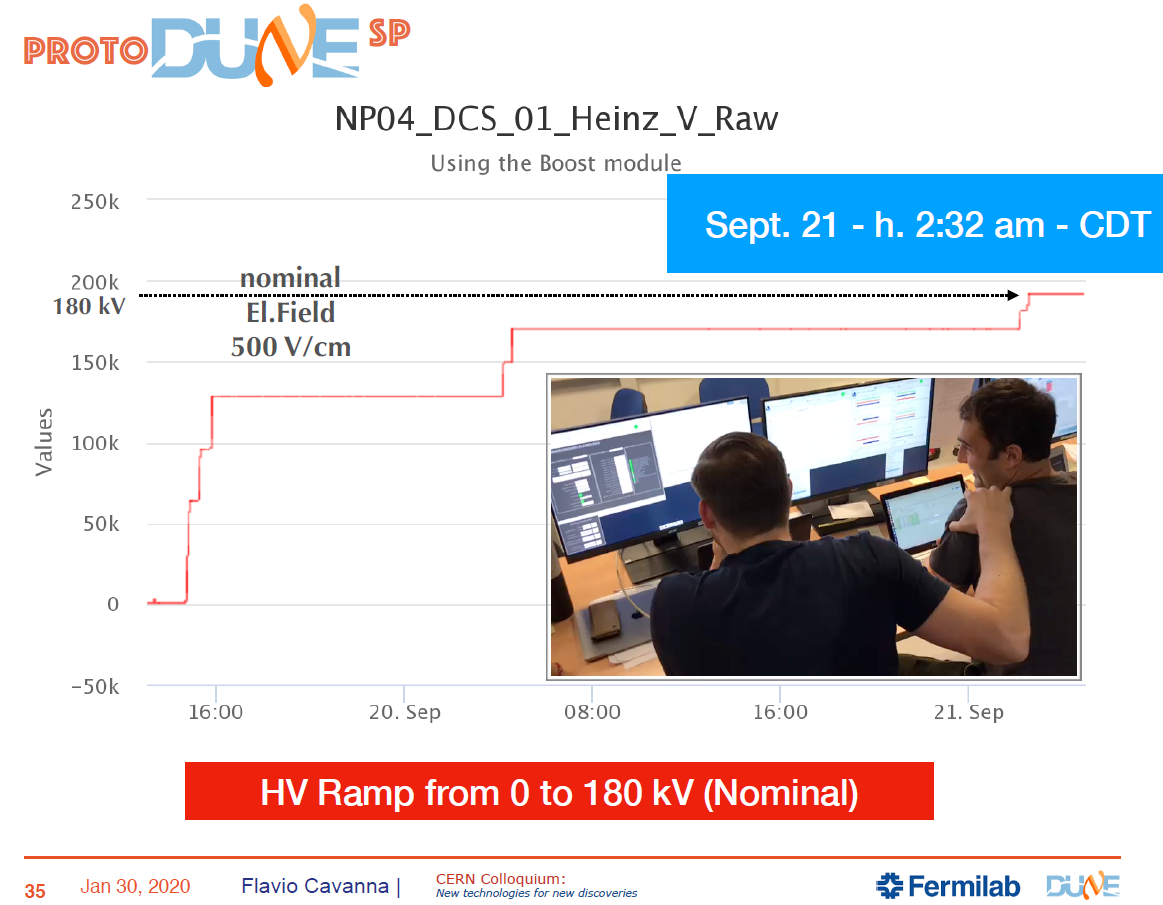 PROTO DUNE SP
NP04_DCS_01_Heinz_V_Raw
Using the Boost module
Sept. 21 - h. 2:32 am - CDT
250k
200k
180 kV
150k
100k
50k
0
−50k
Values
nominal
El.Field
500 V/cm
16:00
20. Sep
08:00
16:00
21. Sep
HV Ramp from 0 to 180 kV (Nominal)
35
Jan 30, 2020
Flavio Cavanna |
CERN Colloquium:
New technologies for new discoveries
Fermilab
DUNE